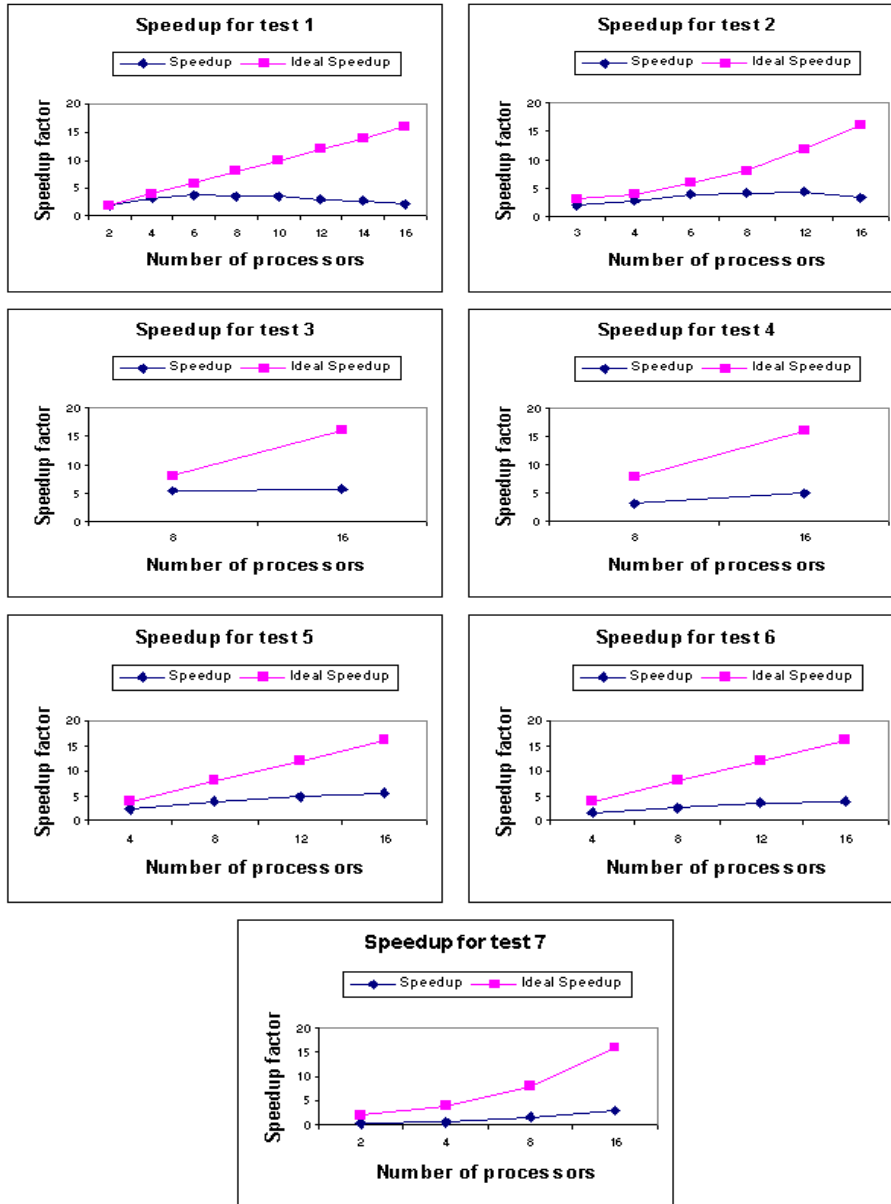 Speedup for test 1
Speedup Ideal Speedup
Speedup factor
20
15
10
5
0
2 4 6 8 10 12 14 16
Number of processors
Speedup for test 2
Speedup Ideal Speedup
Speedup factor
20
15
10
5
0
3 4 6 8 12 16
Number of processors
Speedup for test 3
Speedup Ideal Speedup
Speedup factor
20
15
10
5
0
8 16
Number of processors
Speedup for test 4
Speedup Ideal Speedup
Speedup factor
20
15
10
5
0
8 16
Number of processors
Speedup for test 5
Speedup Ideal Speedup
Speedup factor
20
15
10
5
0
4 8 12 16
Number of processors
Speedup for test 6
Speedup Ideal Speedup
Speedup factor
20
15
10
5
0
4 8 12 16
Number of processors
Speedup for test 7
Speedup Ideal Speedup
Speedup factor
20
15
10
5
0
2 4 8 16
Number of processors